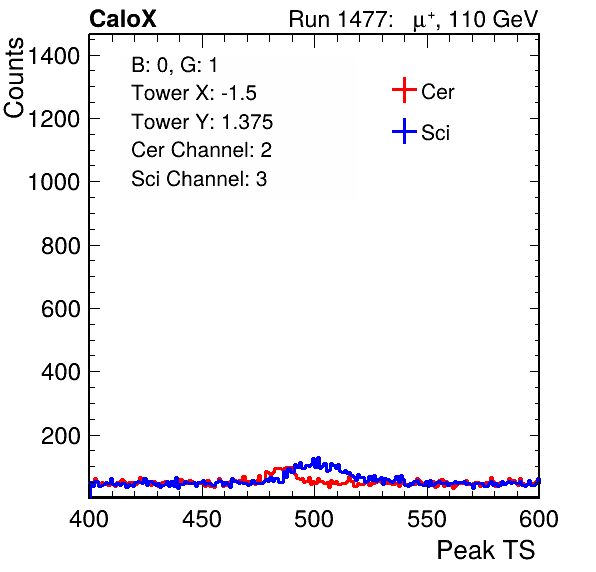 CaloX Run 1477: μ⁺, 110 GeV
Counts
B: 0, G: 1
Tower X: -1.5
Tower Y: 1.375
Cer Channel: 2
Sci Channel: 3
Cer
Sci
1400
1200
1000
800
600
400
200
400 450 500 550 600
Peak TS